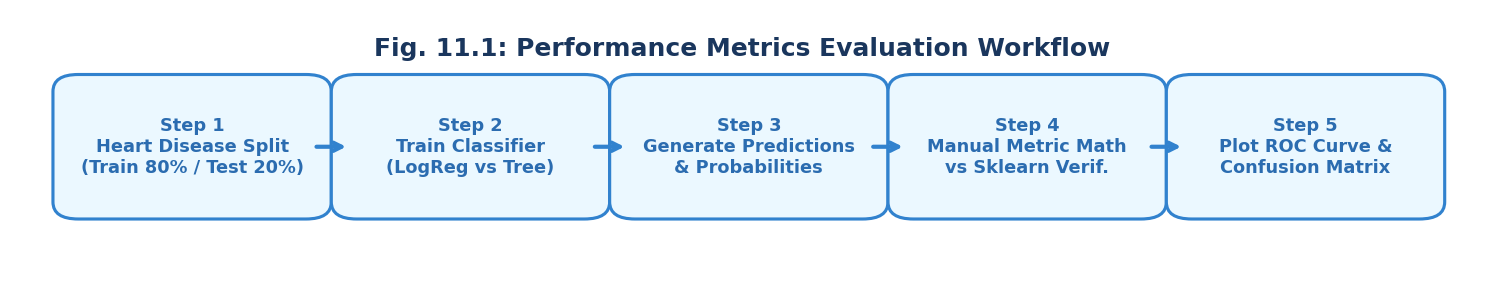 Fig. 11.1: Performance Metrics Evaluation Workflow
Step 1
Heart Disease Split
(Train 80% / Test 20%)
Step 2
Train Classifier
(LogReg vs Tree)
Step 3
Generate Predictions
& Probabilities
Step 4
Manual Metric Math
vs Sklearn Verif.
Step 5
Plot ROC Curve &
Confusion Matrix